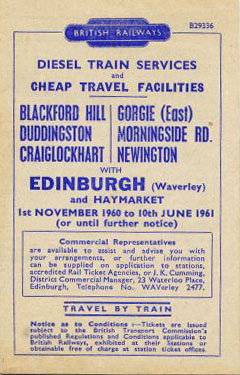 B29336
BRITISH RAILWAYS
DIESEL TRAIN SERVICES
and
CHEAP TRAVEL FACILITIES
BLACKFORD HILL GORGIE (East)
DUDDINGSTON MORNINGSIDE RD.
CRAIGLOCKHART NEWINGTON
WITH
EDINBURGH (Waverley)
and HAYMARKET
1st NOVEMBER 1960 to 10th JUNE 1961
(or until further notice)
Commercial Representatives
are available to assist and advise you with
your arrangements, or further information
can be supplied on application to stations,
accredited Rail Ticket Agencies, or J. K. Cumming,
District Commercial Manager, 23 Waterloo Place,
Edinburgh, Telephone No. WAVerley 2477.
TRAVEL BY TRAIN
Notice as to Conditions :—Tickets are issued
subject to the British Transport Commission's
published Regulations and Conditions applicable to
British Railways, exhibited at their Stations or
obtainable free of charge at station ticket offices.